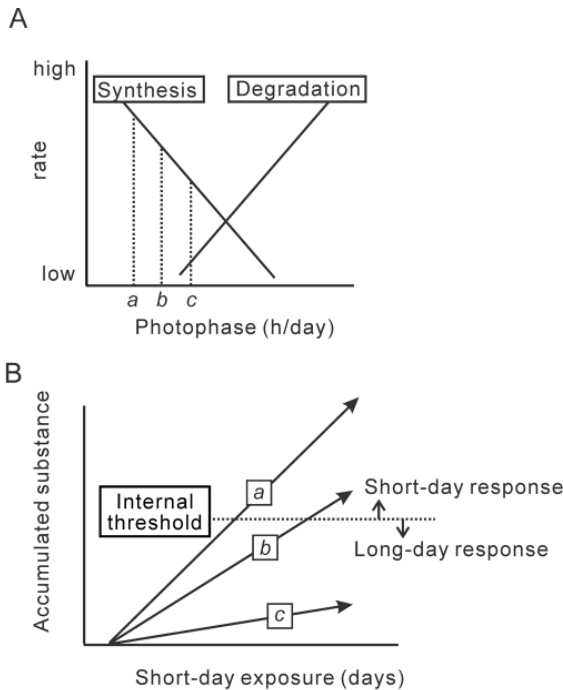 A
high
Synthesis
Degradation
rate
low
a
b
c
Photophase (h/day)
B
Accumulated substance
a
Internal
threshold
Short-day response
b
Long-day response
c
Short-day exposure (days)